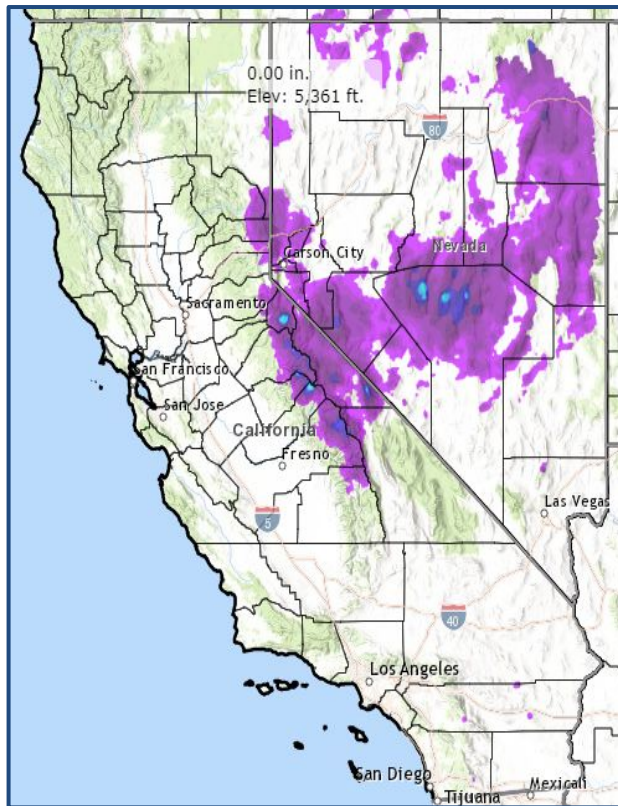 0.00 in.
Elev: 5,361 ft.
80
Carson City
Nevada
Sacramento
San Francisco
San Jose
California
Fresno
5
Las Vegas
40
Los Angeles
San Diego
Tijuana
Mexicali